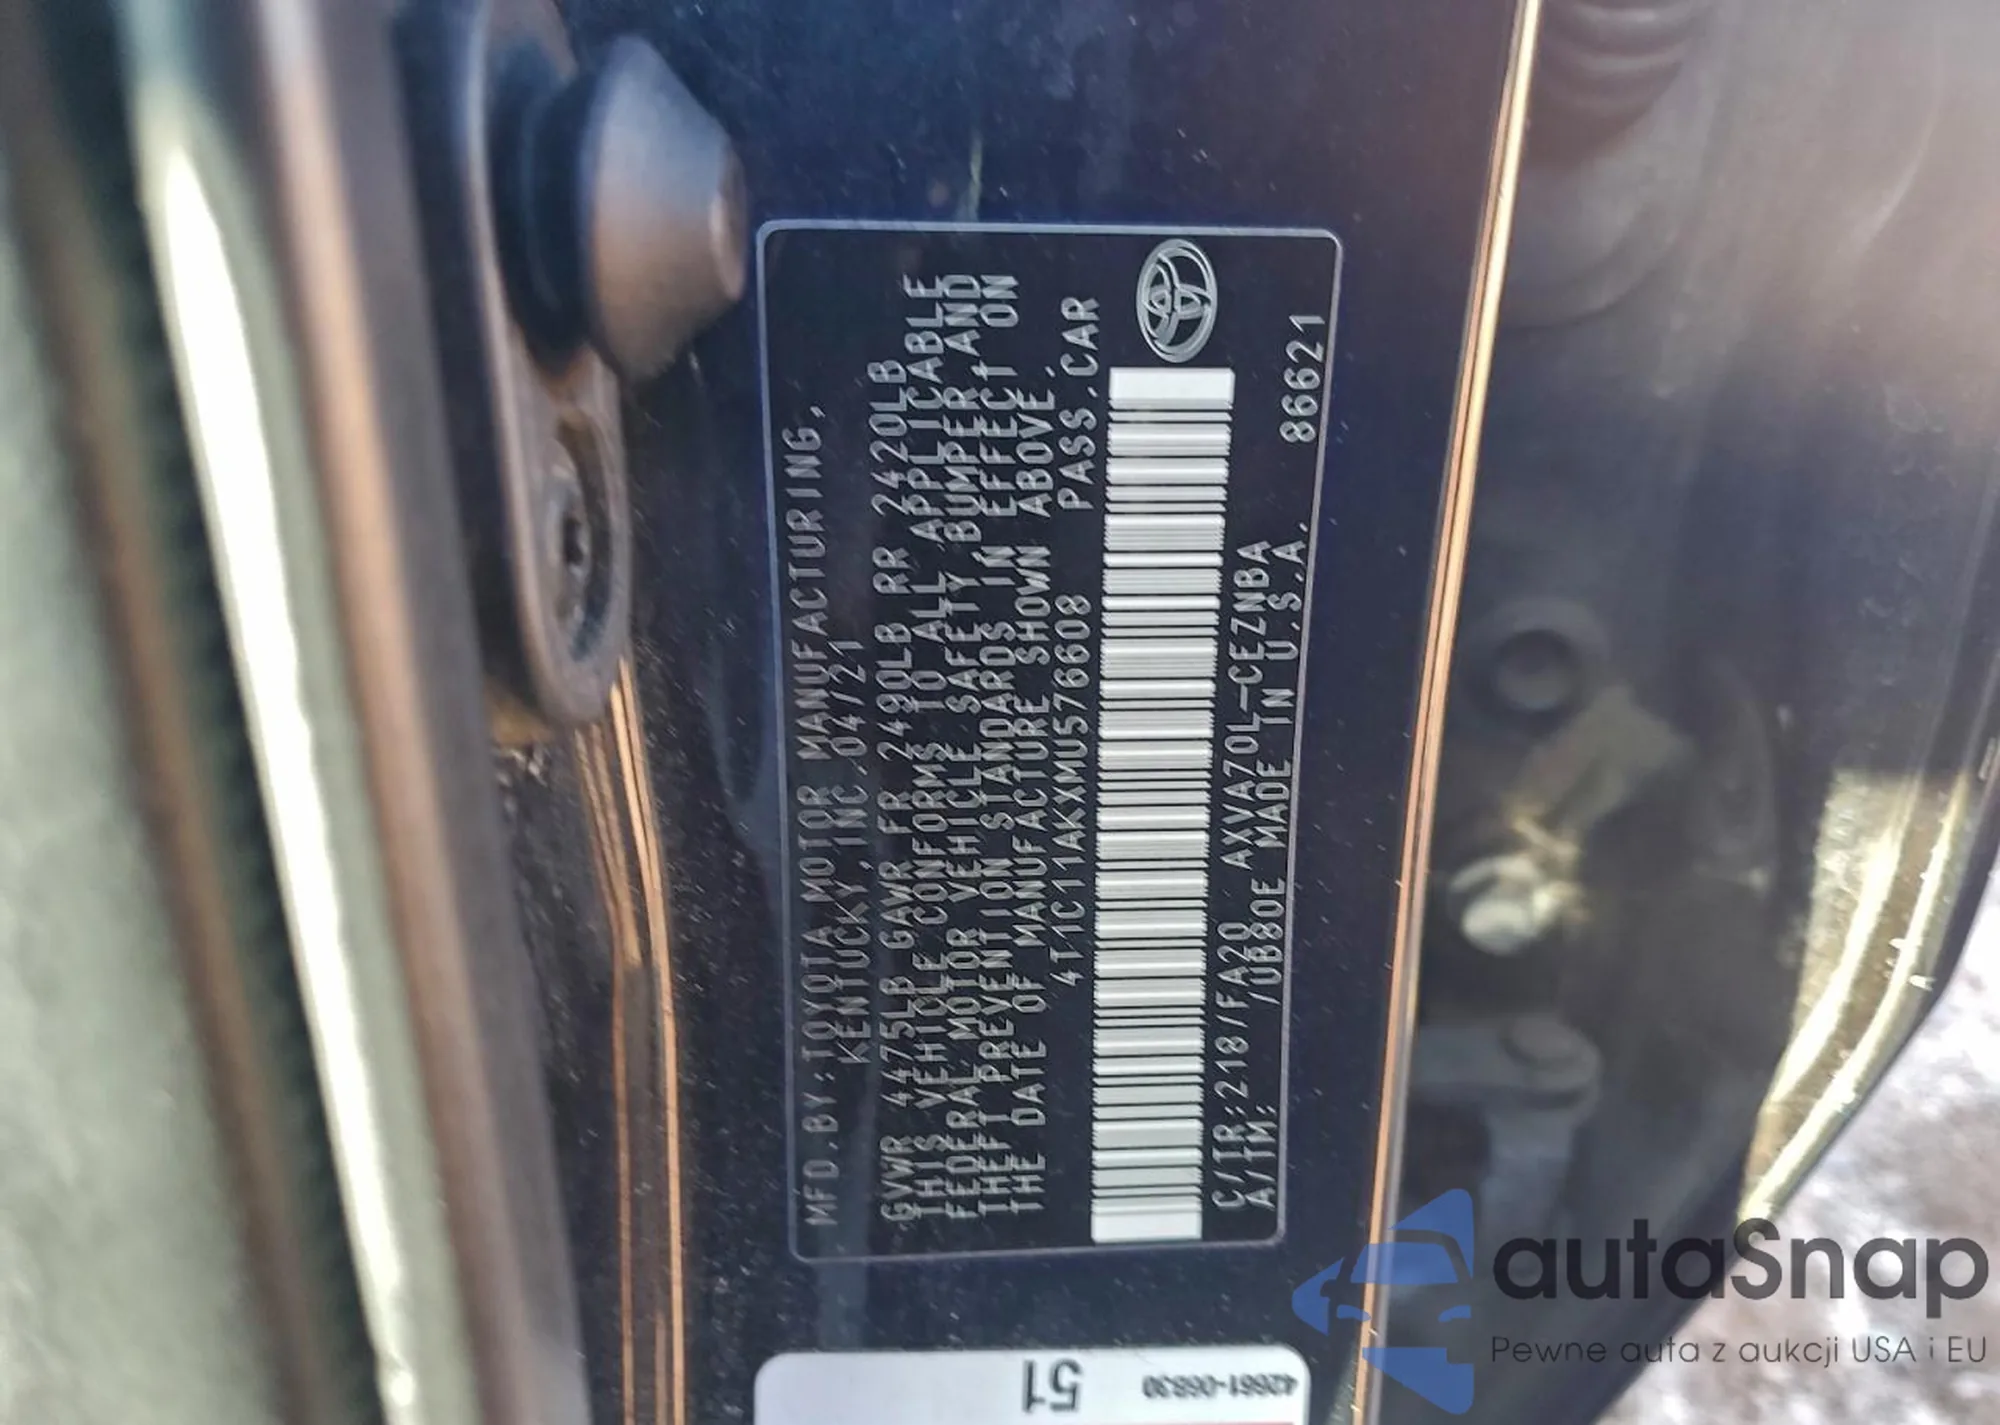 MFD.BY:TOYOTA MOTOR MANUFACTURING,
KENTUCKY,INC.04/21
GVWR 4475LB GAWR FR 2490LB RR 2420LB
THIS VEHICLE CONFORMS TO ALL APPLICABLE
FEDERAL MOTOR VEHICLE SAFETY,BUMPER,AND
THEFT PREVENTION STANDARDS IN EFFECT ON
THE DATE OF MANUFACTURE SHOWN ABOVE.
4T1C11AKXMU576608 PASS.CAR
C/TR:218/FA20 AXVA70L-CEZNBA
A/TM: /UB80E MADE IN U.S.A. 86621
51
42661-06B30
autaSnap
Pewne auta z aukcji USA i EU